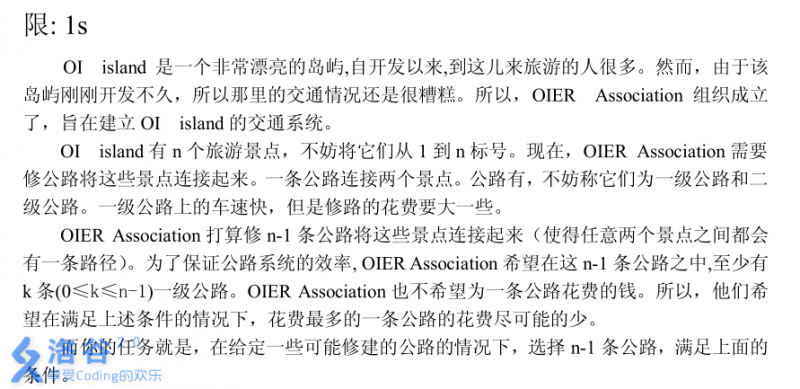 限: 1s
OI island 是一个非常漂亮的岛屿,自开发以来,到这儿来旅游的人很多。然而，由于该
岛屿刚刚开发不久，所以那里的交通情况还是很糟糕。所以，OIER Association 组织成立
了，旨在建立 OI island 的交通系统。
OI island 有 n 个旅游景点，不妨将它们从 1 到 n 标号。现在，OIER Association 需要
修公路将这些景点连接起来。一条公路连接两个景点。公路有，不妨称它们为一级公路和二
级公路。一级公路上的车速快，但是修路的花费要大一些。
OIER Association 打算修 n-1 条公路将这些景点连接起来（使得任意两个景点之间都会
有一条路径）。为了保证公路系统的效率, OIER Association 希望在这 n-1 条公路之中,至少有
k 条(0≤k≤n-1)一级公路。OIER Association 也不希望为一条公路花费的钱。所以，他们希
望在满足上述条件的情况下，花费最多的一条公路的花费尽可能的少。
而你的任务就是，在给定一些可能修建的公路的情况下，选择 n-1 条公路，满足上面的
条件。
洛谷 2.0
享受Coding的欢乐